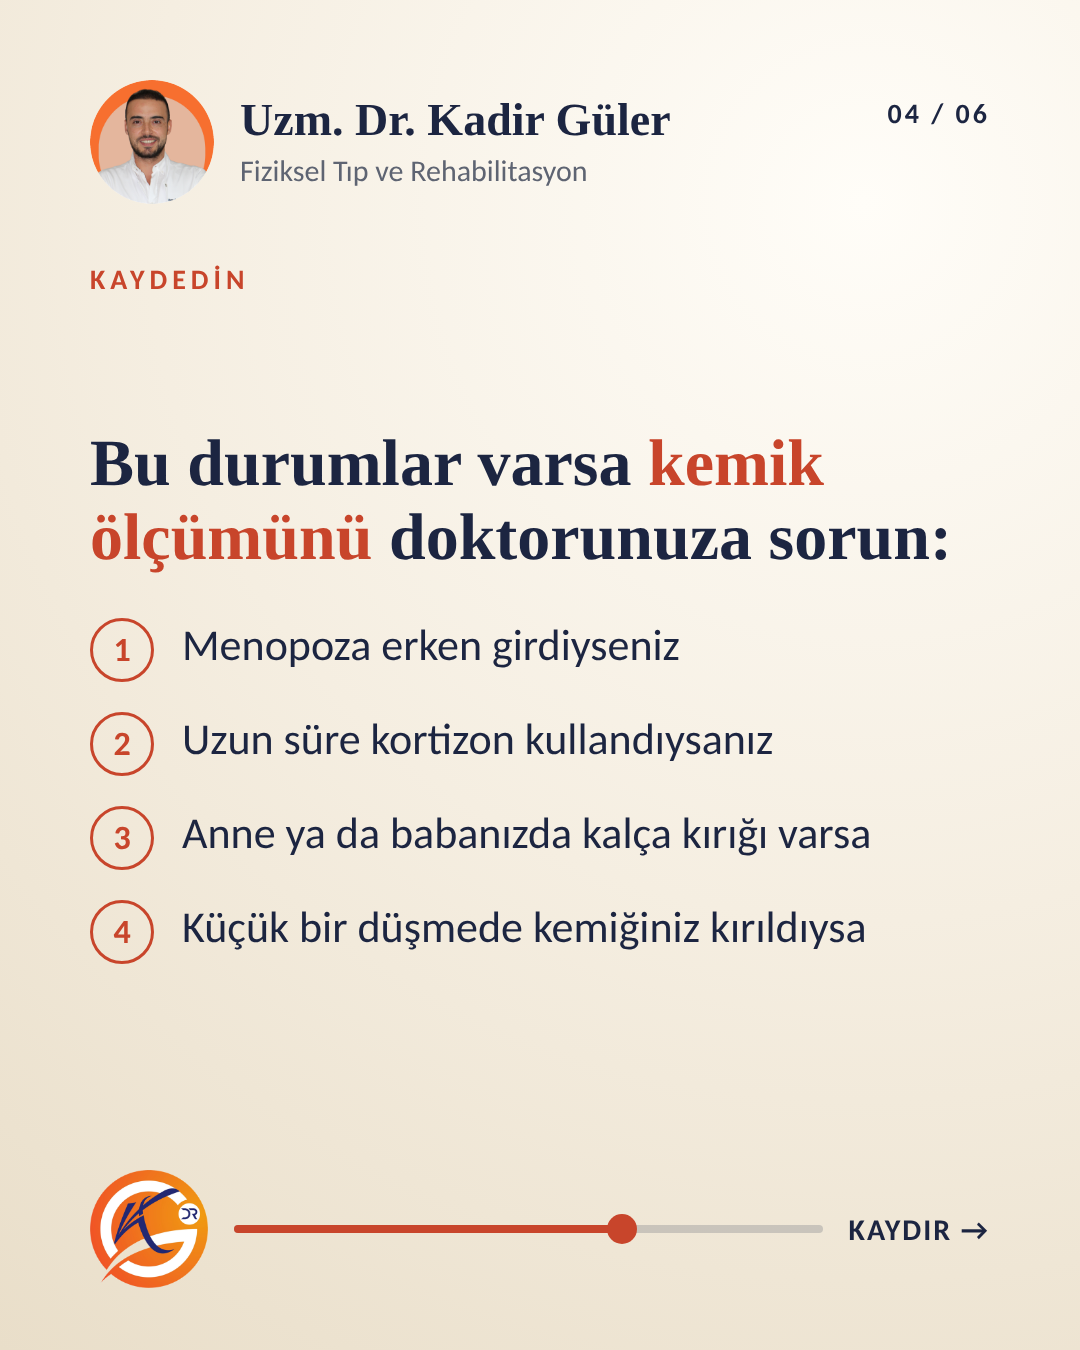 Uzm. Dr. Kadir Güler
04 / 06
Fiziksel Tıp ve Rehabilitasyon
KAYDEDİN
Bu durumlar varsa kemik
ölçümünü doktorunuza sorun:
1 Menopoza erken girdiyseniz
2 Uzun süre kortizon kullandıysanız
3 Anne ya da babanızda kalça kırığı varsa
4 Küçük bir düşmede kemiğiniz kırıldıysa
KG DR
KAYDIR →